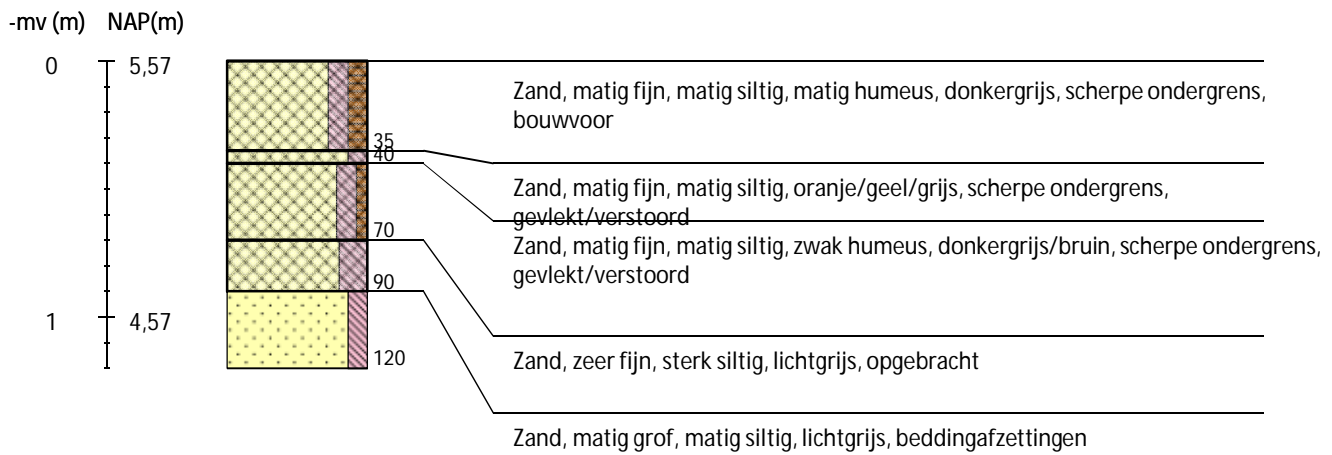 -mv (m) NAP(m)
0 5,57
Zand, matig fijn, matig siltig, matig humeus, donkergrijs, scherpe ondergrens,
bouwvoor
35
40
Zand, matig fijn, matig siltig, oranje/geel/grijs, scherpe ondergrens,
gevlekt/verstoord
70
Zand, matig fijn, matig siltig, zwak humeus, donkergrijs/bruin, scherpe ondergrens,
gevlekt/verstoord
90
1 4,57
120
Zand, zeer fijn, sterk siltig, lichtgrijs, opgebracht
Zand, matig grof, matig siltig, lichtgrijs, beddingafzettingen